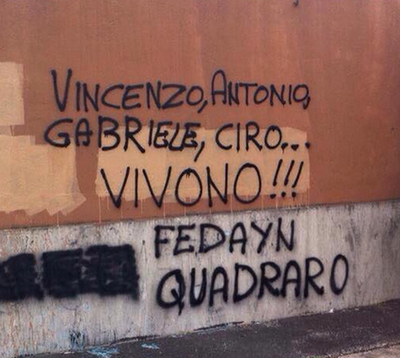 VINCENZO, ANTONIO,
GABRIELE, CIRO...
VIVONO!!!
FEDAYN
QUADRARO